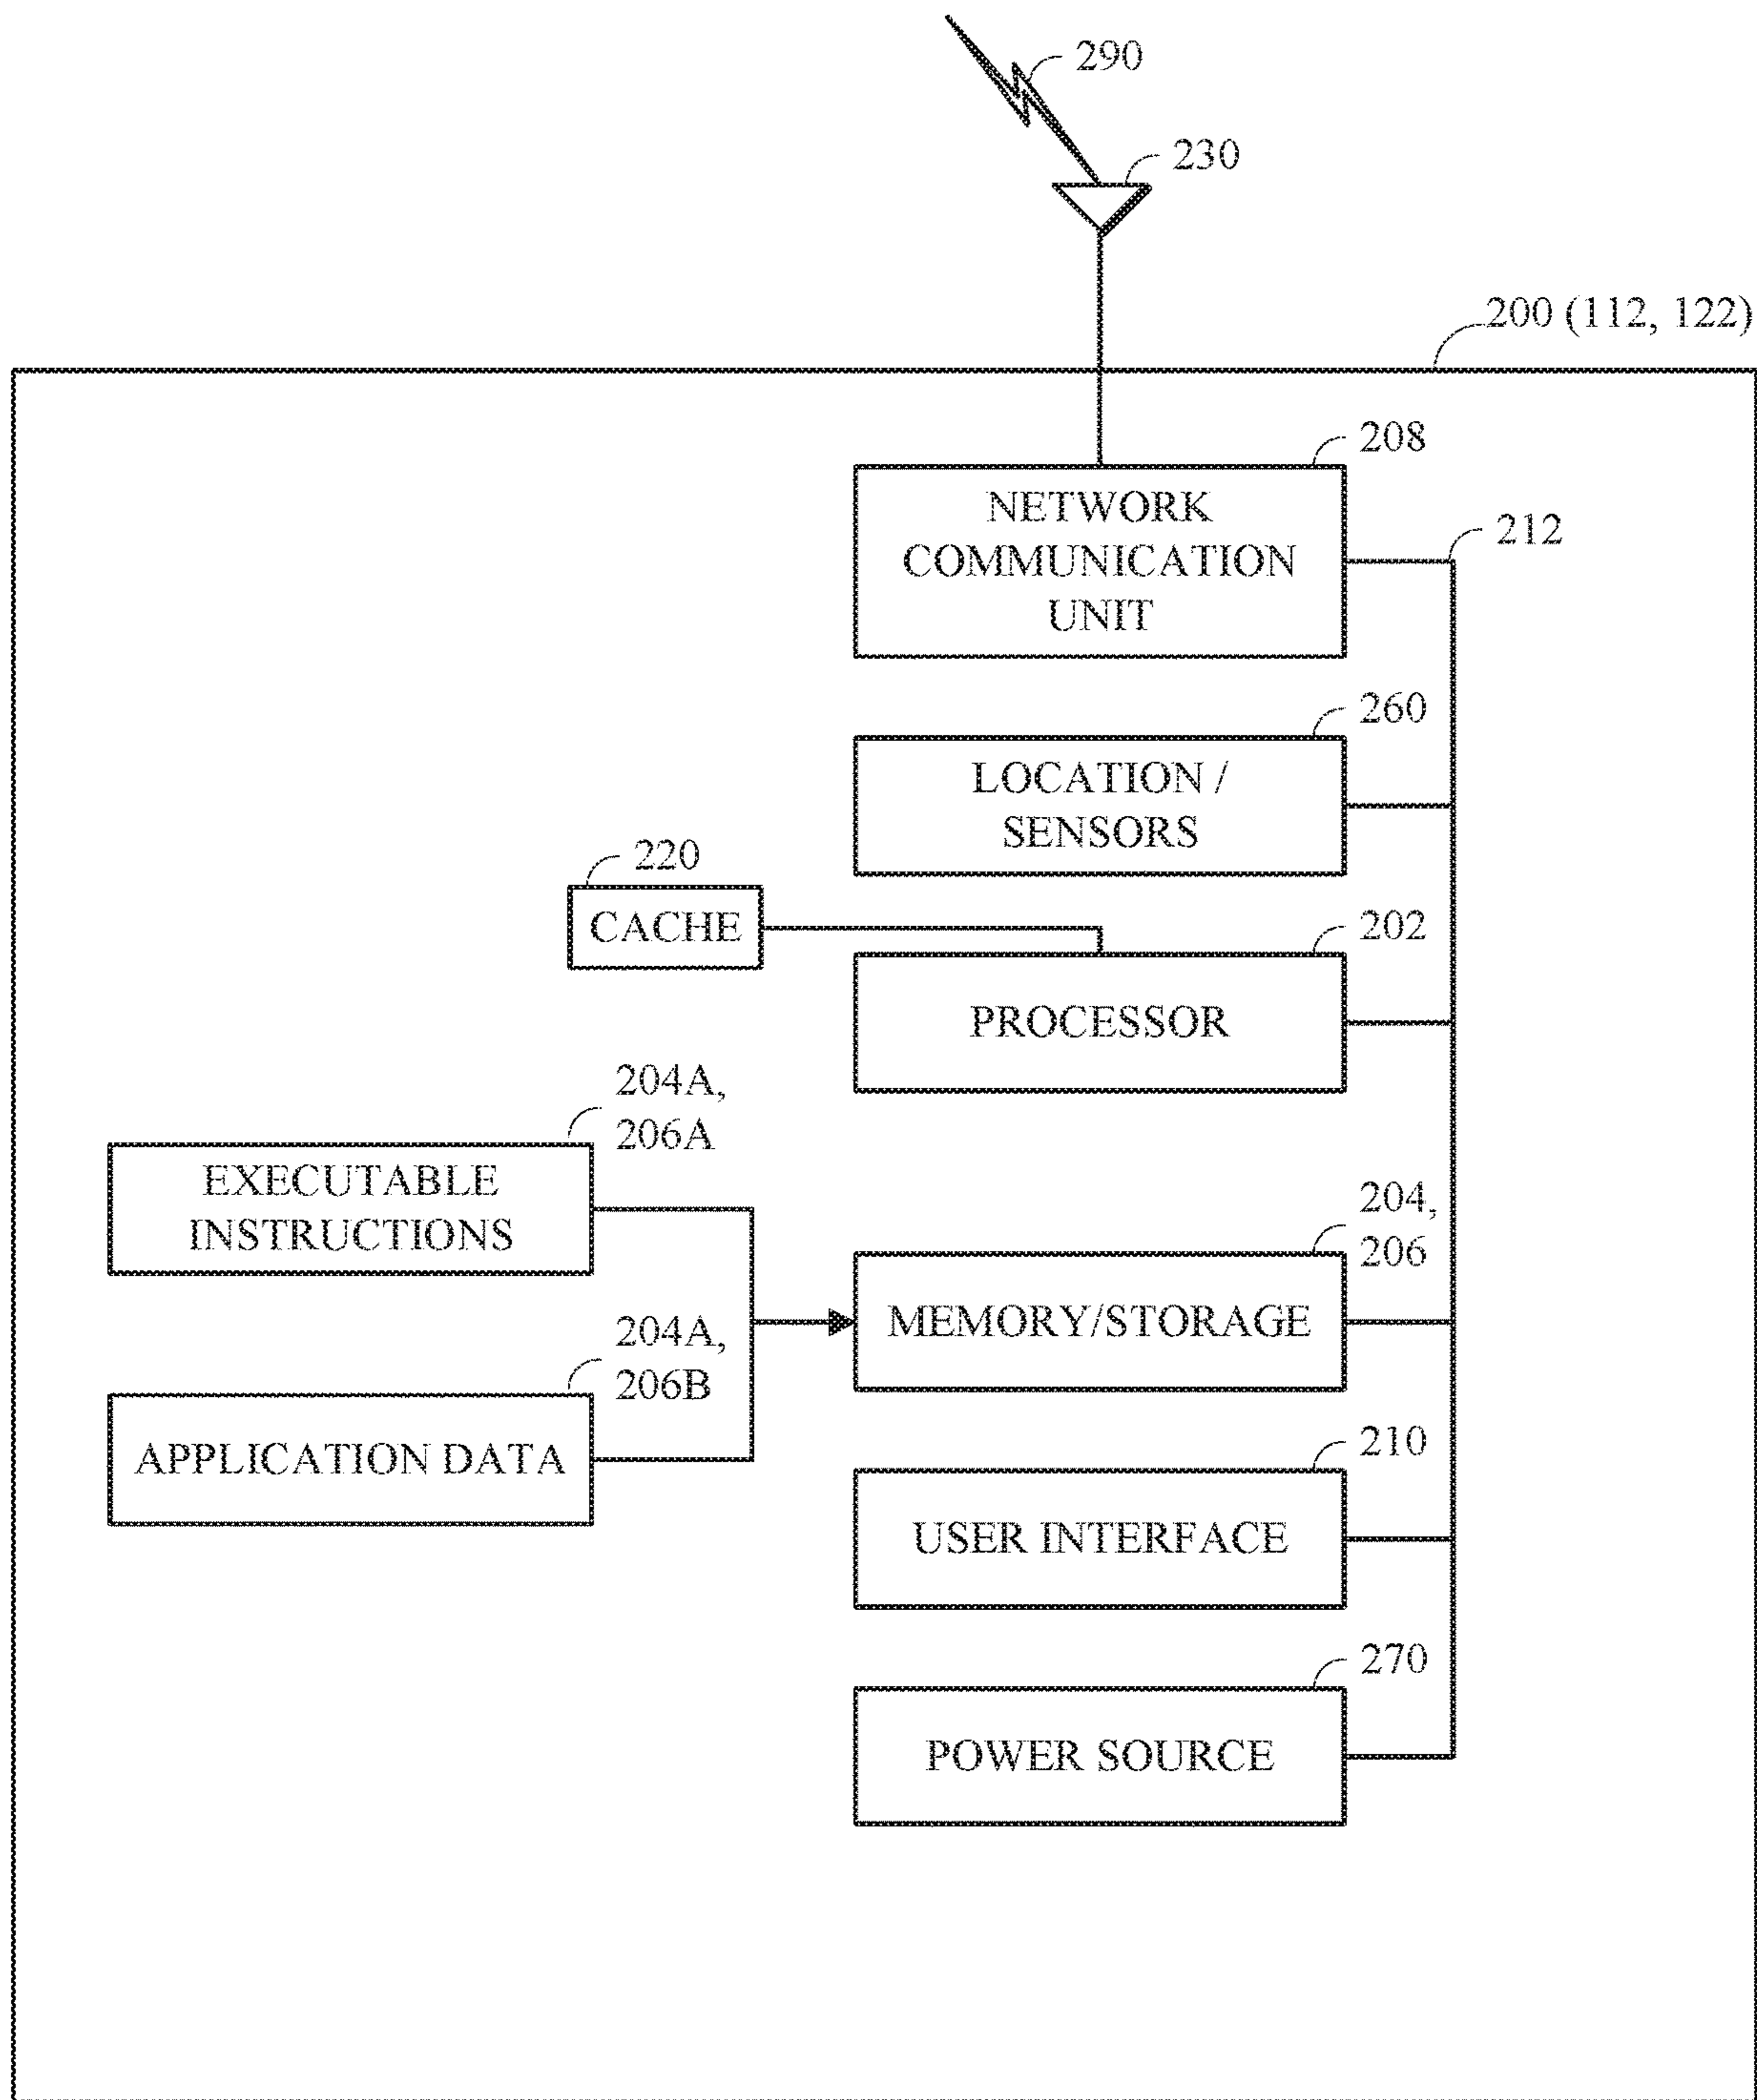 290
230
200 (112, 122)
208
NETWORK
COMMUNICATION
UNIT
212
260
LOCATION /
SENSORS
220
CACHE
202
PROCESSOR
204A,
206A
EXECUTABLE
INSTRUCTIONS
204,
206
MEMORY/STORAGE
204A,
206B
APPLICATION DATA
210
USER INTERFACE
270
POWER SOURCE